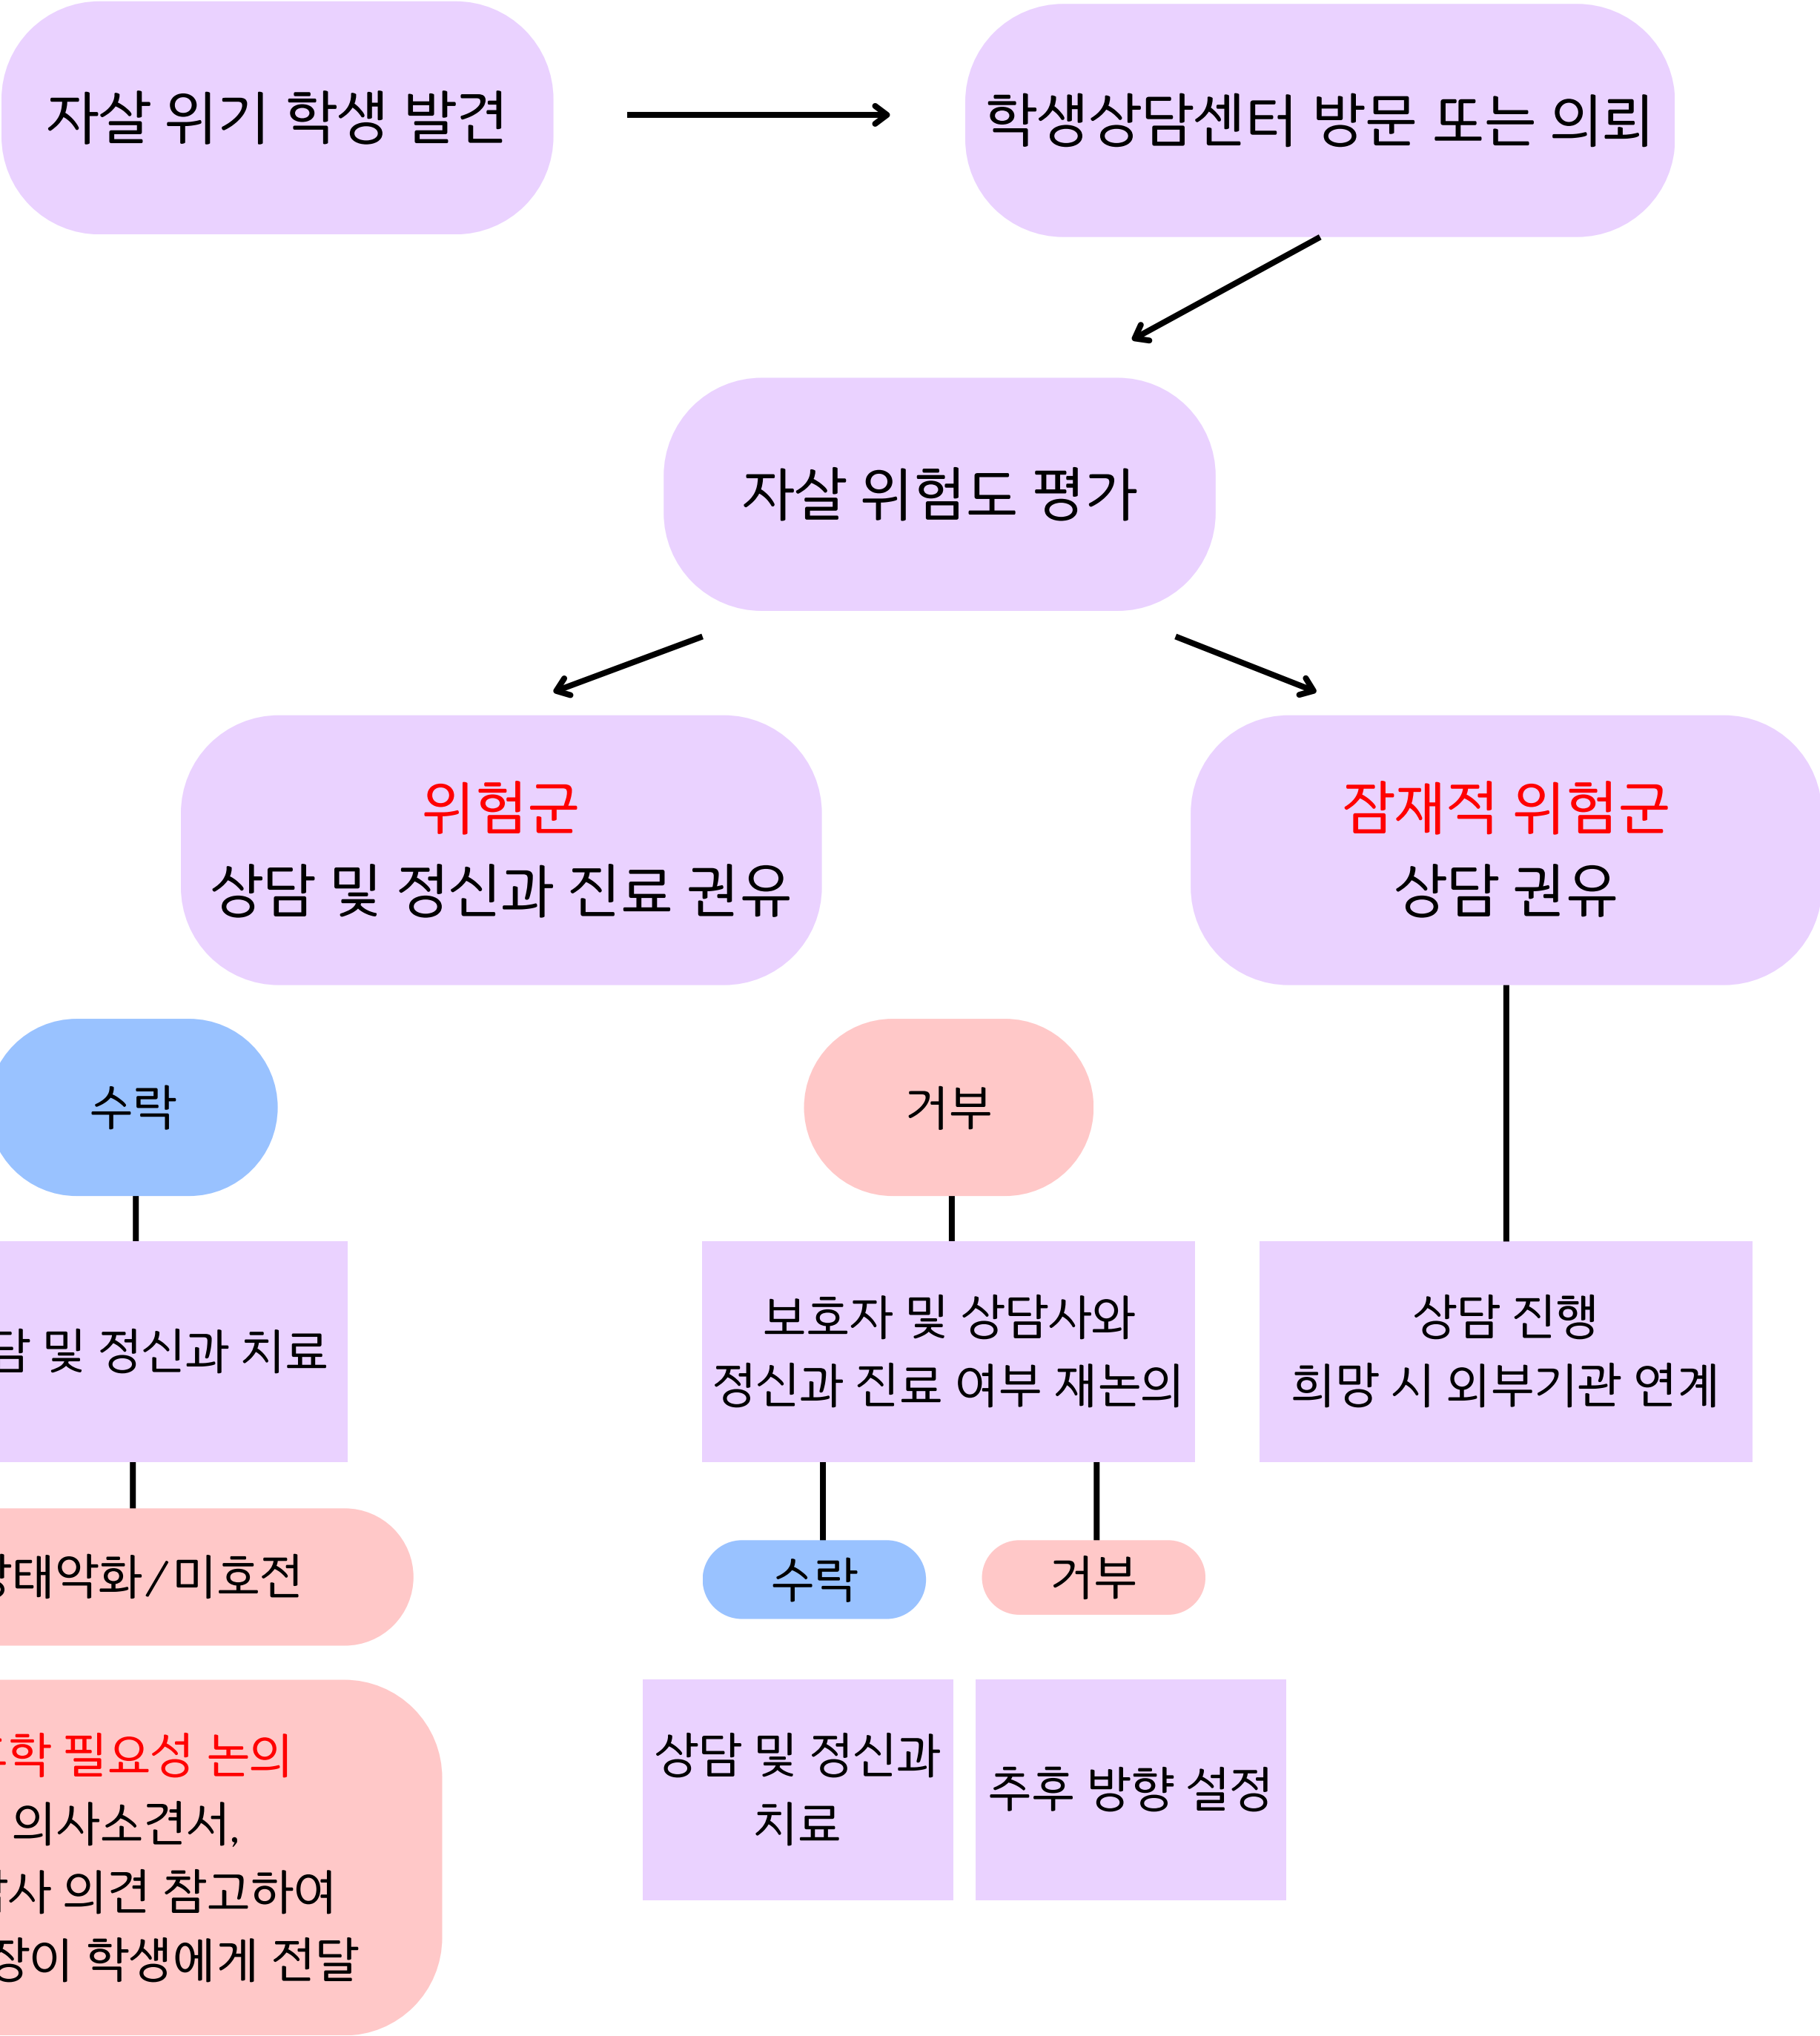 자살 위기 학생 발견
학생상담센터 방문 또는 의뢰
자살 위험도 평가
위험군
상담 및 정신과 진료 권유
잠재적 위험군
상담 권유
수락
거부
및 정신과 치료
보호자 및 상담사와
정신과 진료 여부 재논의
상담 진행
희망 시 외부기관 연계
악화/미호전
수락
거부
필요성 논의
의사소견서,
의견 참고하여
학생에게 전달
상담 및 정신과
치료
추후 방향 설정